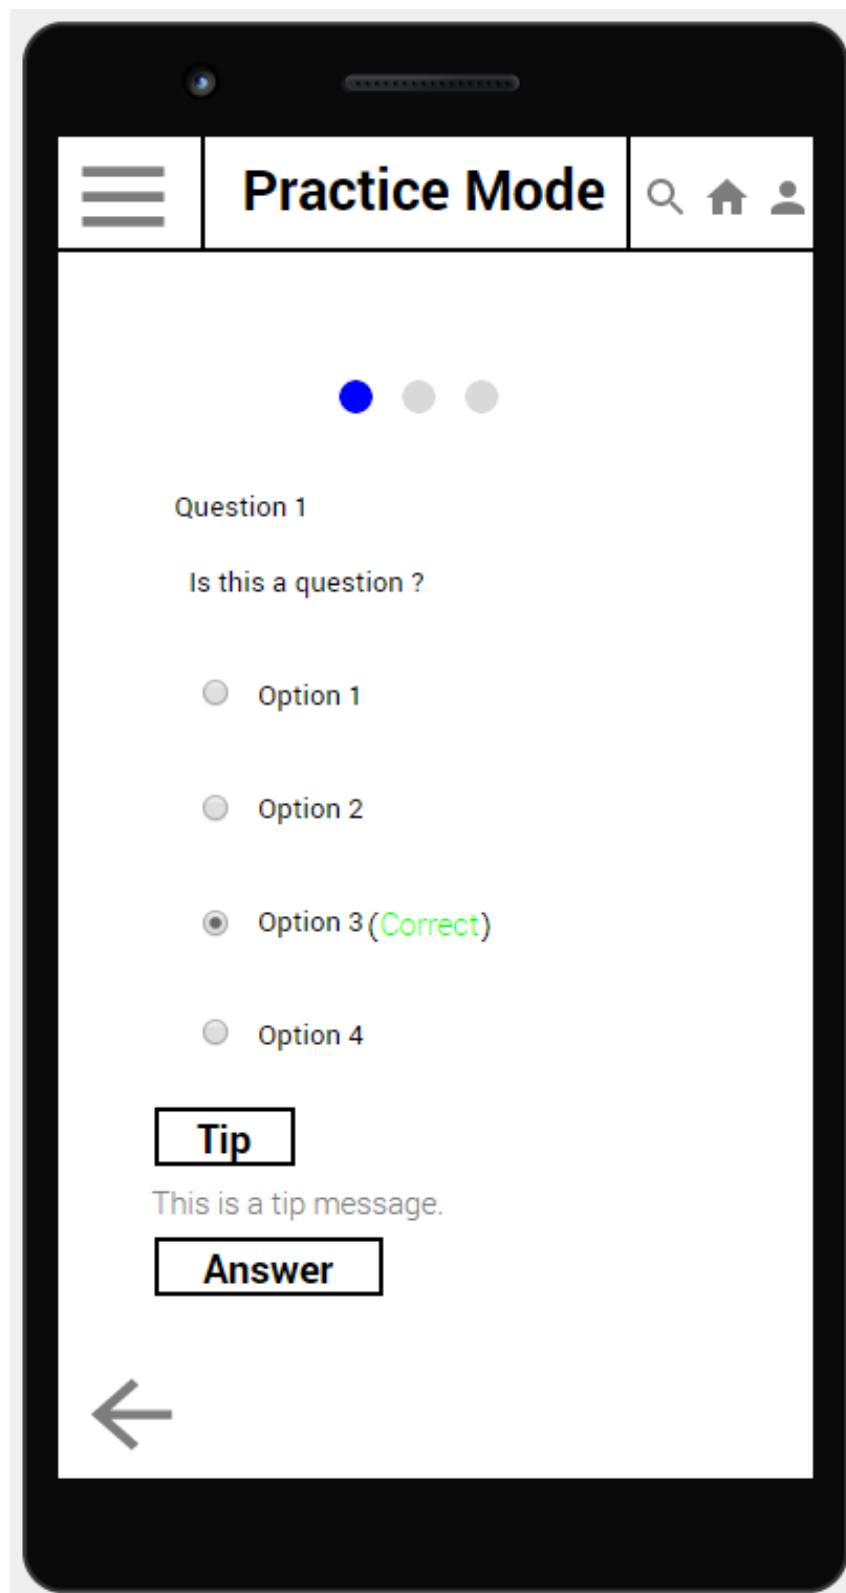 Practice Mode
Question 1
Is this a question ?
Option 1
Option 2
Option 3 (Correct)
Option 4
Tip
This is a tip message.
Answer